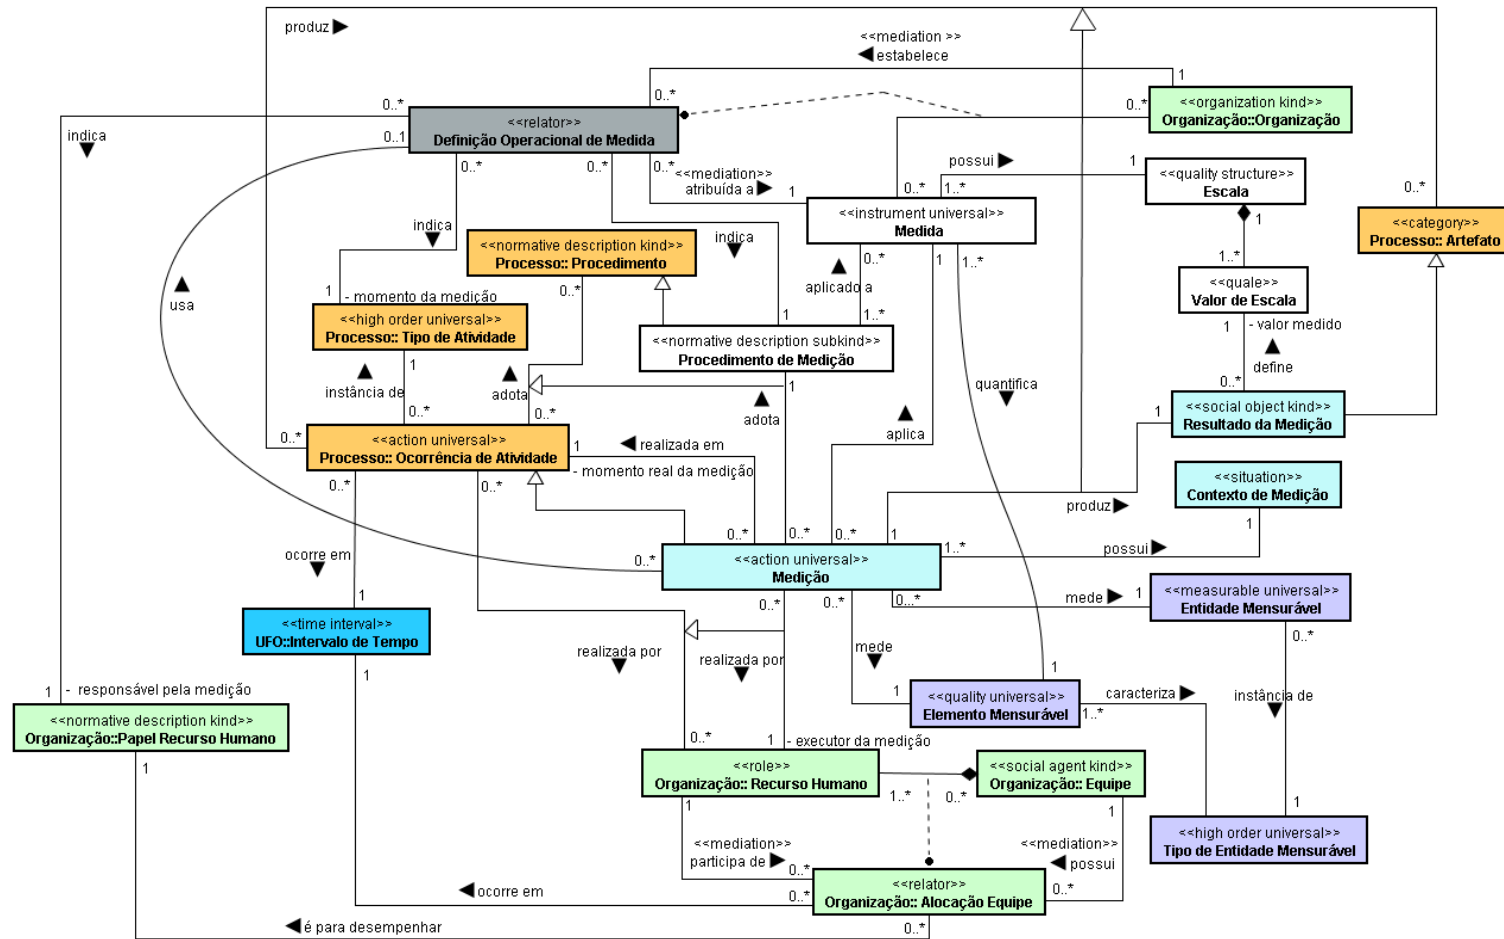 produz
<<mediation >>
estabece
1
0..*
0..*
0..*
<<organization kind>>
Organização::Organização
<<relator>>
Definição Operacional de Medida
0..*
indica
0..1
0..*
0..*
0..*
<<mediation>>
atribuída a
1
possui
1
<<quality structure>>
Escala
0..*
1..*
1
0..*
<<instrument universal>>
Medida
<<category>>
Processo:: Artefato
indica
<<normative description kind>>
Processo:: Procedimento
indica
0..*
1
1..*
1..*
<<quale>>
Valor de Escala
usa
1
- momento da medição
0..*
aplicado a
<<high order universal>>
Processo:: Tipo de Atividade
1
1..*
1
- valor medido
<<normative description subkind>>
Procedimento de Medição
1
instância de
adota
1
adota
quantifica
define
0..*
0..*
0..*
aplica
1
<<social object kind>>
Resultado da Medição
0..*
<<action universal>>
Processo:: Ocorrência de Atividade
1
realizada em
- momento real da medição
0..*
0..*
<<situation>>
Contexto de Medição
produz
1
0..*
0..*
0..*
1
1..*
possui
ocorre em
0..*
<<action universal>>
Medição
1
0..*
0..*
0...*
mede
1
<<measurable universal>>
Entidade Mensurável
0..*
<<time interval>>
UFO::Intervalo de Tempo
1
realizada por
realizada por
mede
1
1
- responsável pela medição
1
<<quality universal>>
Elemento Mensurável
caracteriza
1..*
instância de
<<normative description kind>>
Organização::Papel Recurso Humano
0..*
1
- executor da medição
1
<<role>>
Organização:: Recurso Humano
<<social agent kind>>
Organização:: Equipe
1..*
0..*
1
1
1
<<high order universal>>
Tipo de Entidade Mensurável
<<mediation>>
participa de
<<mediation>>
possui
0..*
<<relator>>
Organização:: Alocação Equipe
0..*
ocorre em
0..*
é para desempenhar
0..*